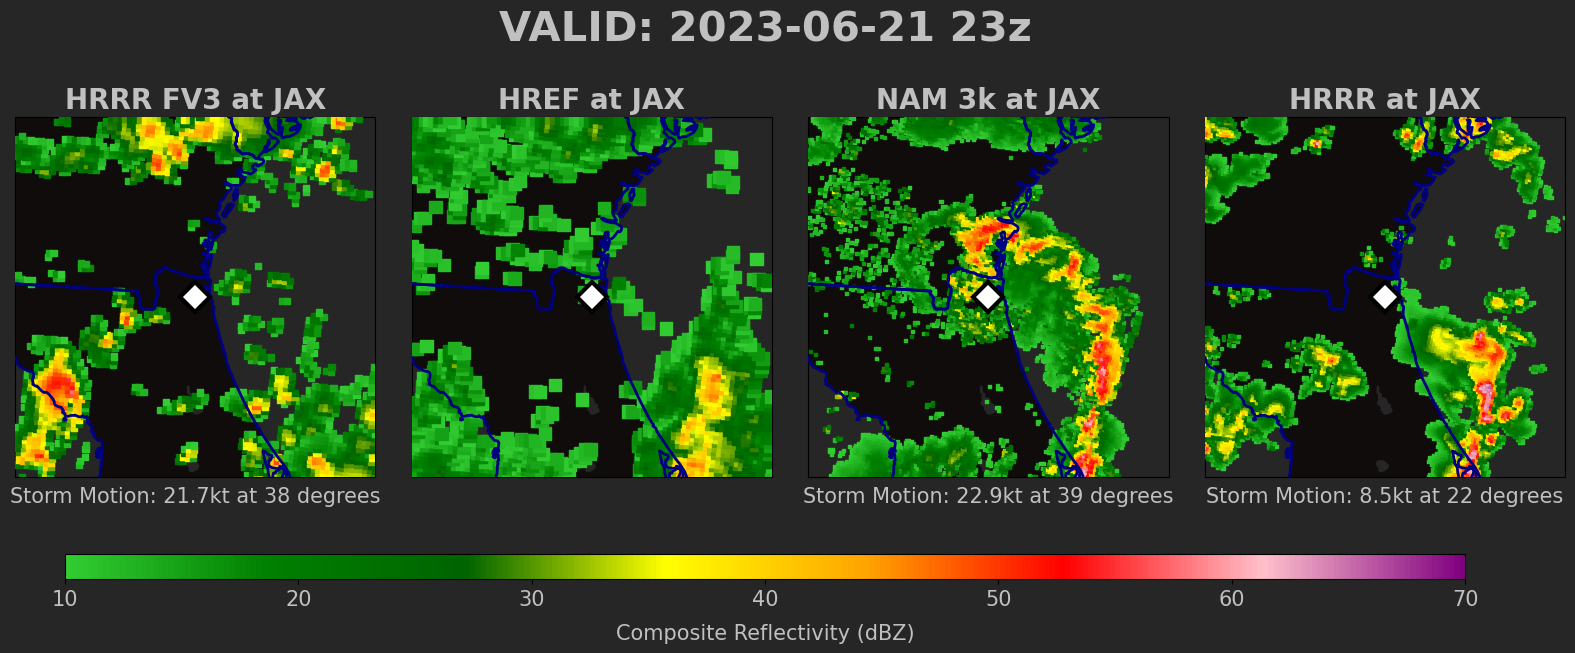 VALID: 2023-06-21 23z
HRRR FV3 at JAX
HREF at JAX
NAM 3k at JAX
HRRR at JAX
Storm Motion: 21.7kt at 38 degrees
Storm Motion: 22.9kt at 39 degrees
Storm Motion: 8.5kt at 22 degrees
10 20 30 40 50 60 70
Composite Reflectivity (dBZ)